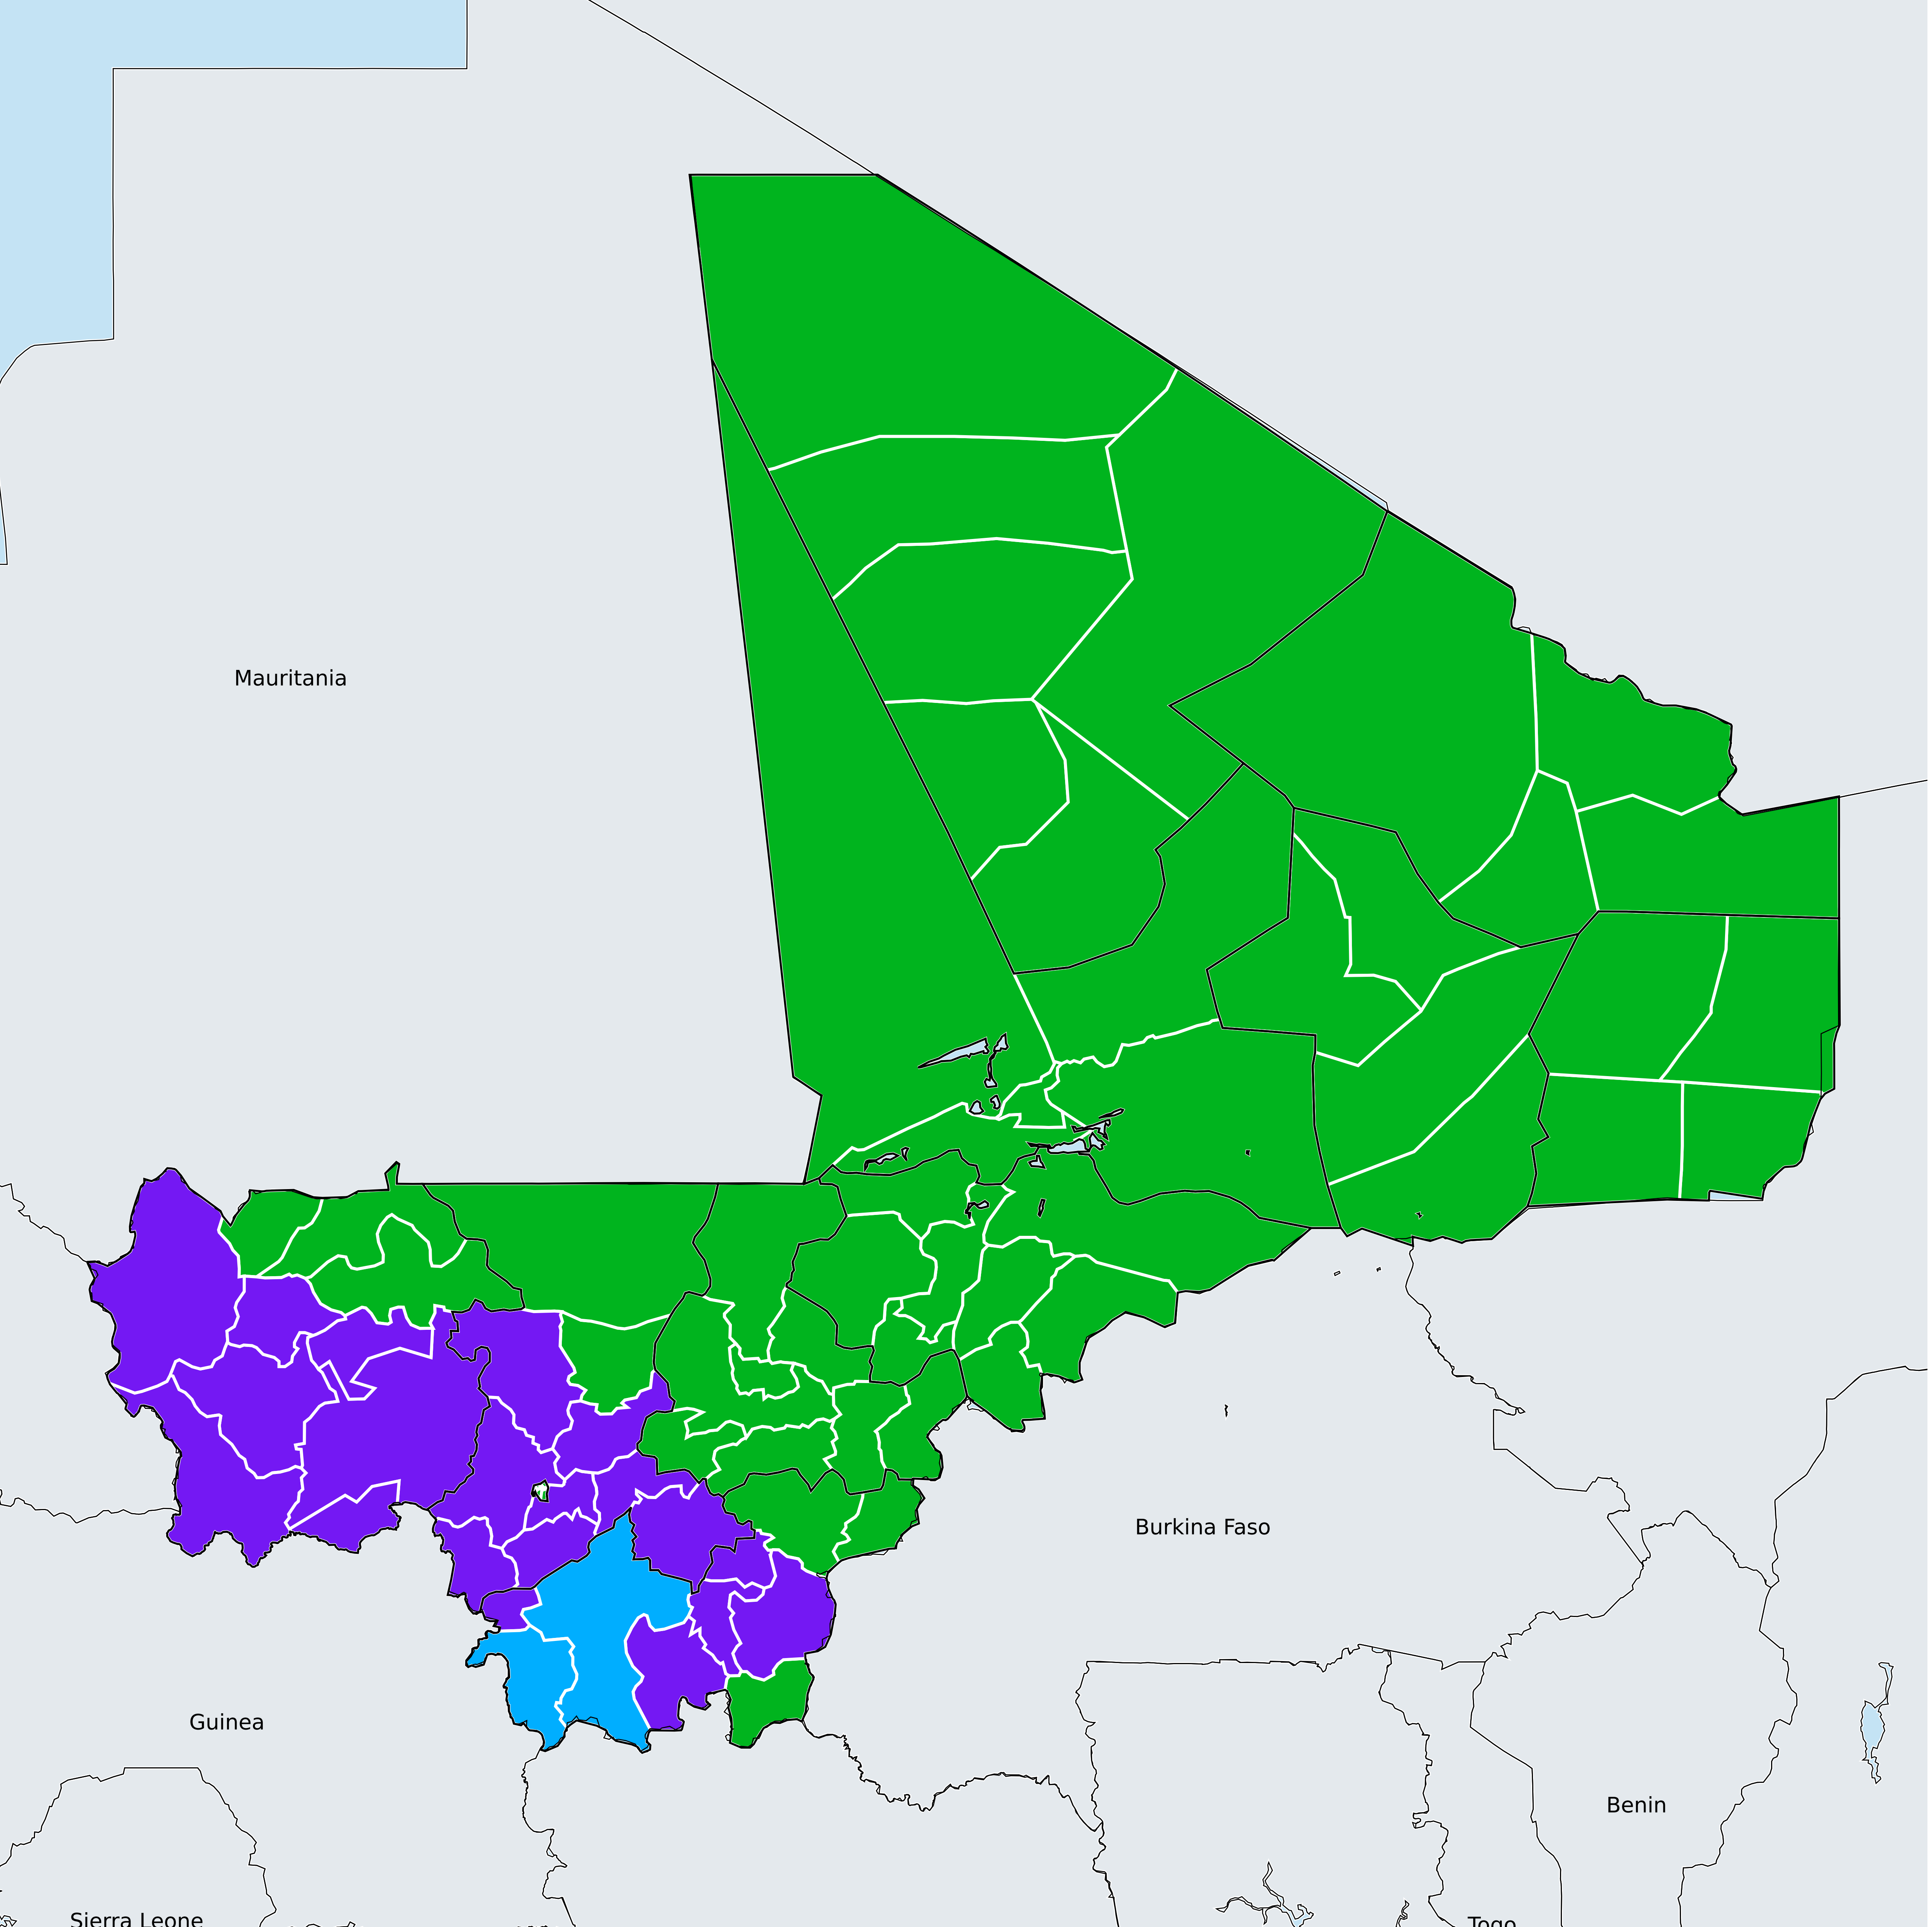 Mauritania
Burkina Faso
Guinea
Benin
Sierra Leone
Togo